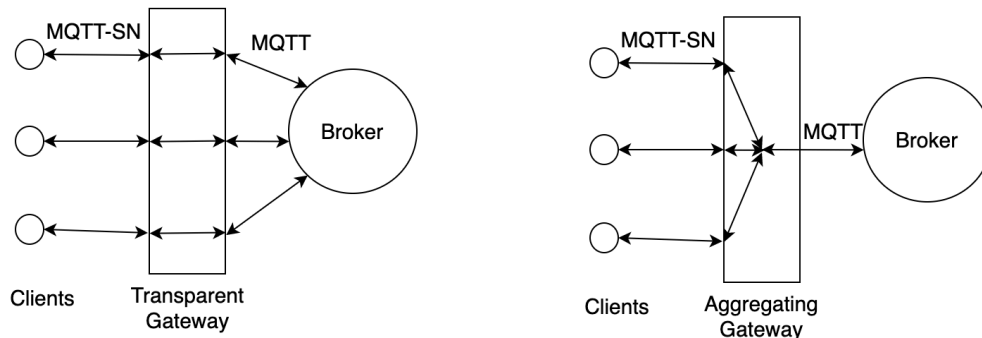 MQTT-SN
MQTT
Broker
Clients
Transparent
Gateway
MQTT-SN
MQTT
Broker
Clients
Aggregating
Gateway